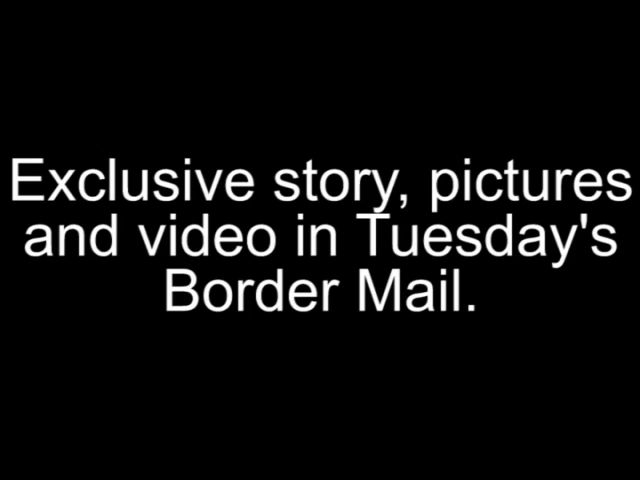 Exclusive story, pictures
and video in Tuesday's
Border Mail.